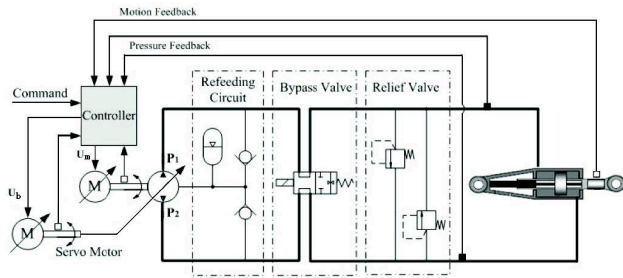 Motion Feedback
Pressure Feedback
Command
Controller
Refeeding
Circuit
Bypass Valve
Relief Valve
Um
Ub
M
M
P1
P2
Servo Motor